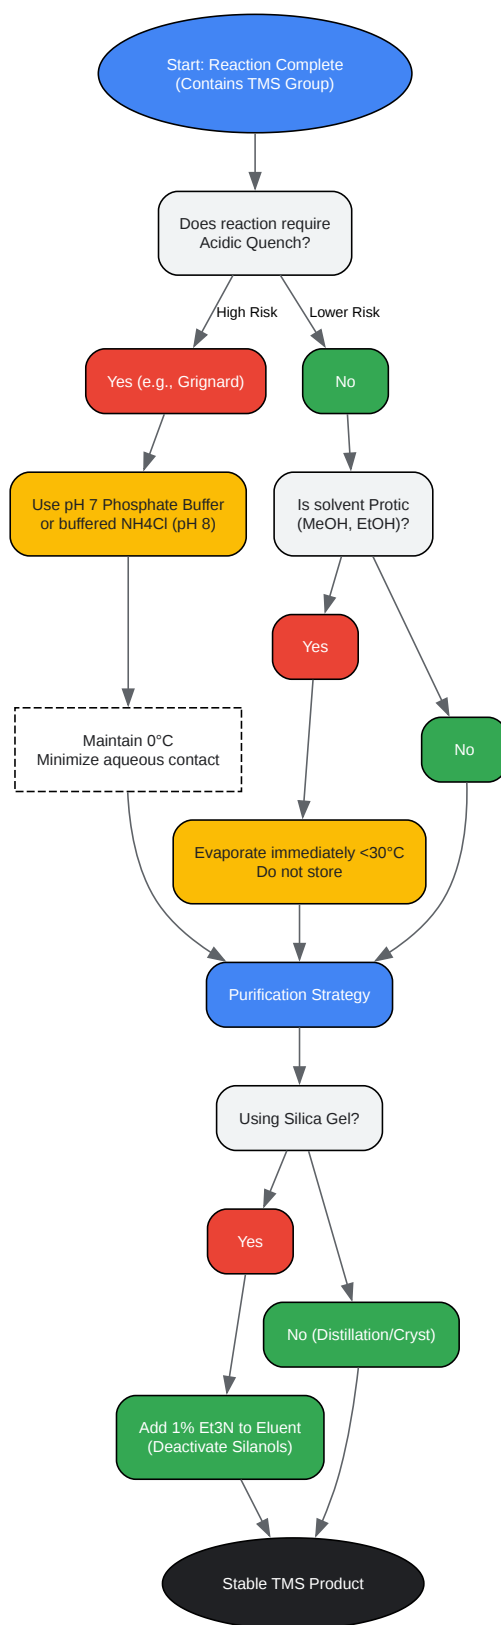 Start: Reaction Complete
(Contains TMS Group)
Does reaction require
Acidic Quench?
High Risk
Lower Risk
Yes (e.g., Grignard)
No
Use pH 7 Phosphate Buffer
or buffered NH4Cl (pH 8)
Is solvent Protic
(MeOH, EtOH)?
Yes
Maintain 0°C
Minimize aqueous contact
No
Evaporate immediately <30°C
Do not store
Purification Strategy
Using Silica Gel?
Yes
No (Distillation/Cryst)
Add 1% Et3N to Eluent
(Deactivate Silanols)
Stable TMS Product